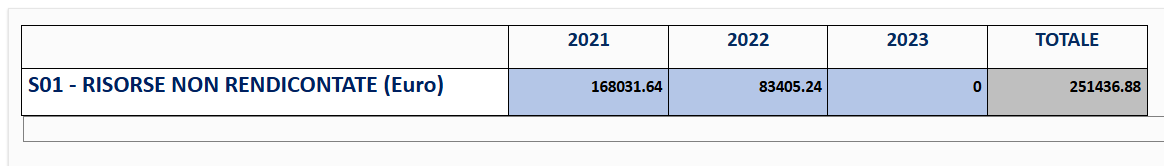 2021 2022 2023 TOTALE
S01 - RISORSE NON RENDICONTATE (Euro) 168031.64 83405.24 0 251436.88